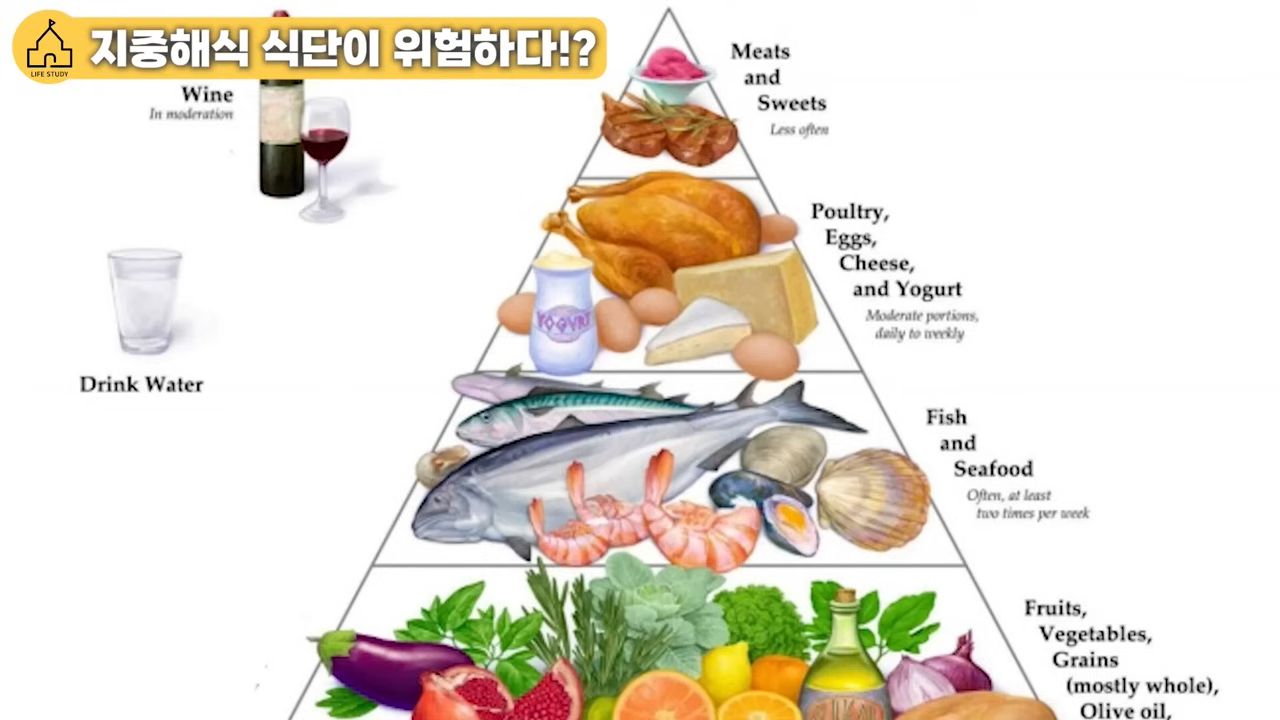 지중해식 식단이 위험하다!?
LIFE STUDY
Wine
In moderation
Drink Water
Meats
and
Sweets
Less often
Poultry,
Eggs,
Cheese,
and Yogurt
Moderate portions,
daily to weekly
YOGVRT
Fish
and
Seafood
Often, at least
two times per week
Fruits,
Vegetables,
Grains
(mostly whole),
Olive oil,